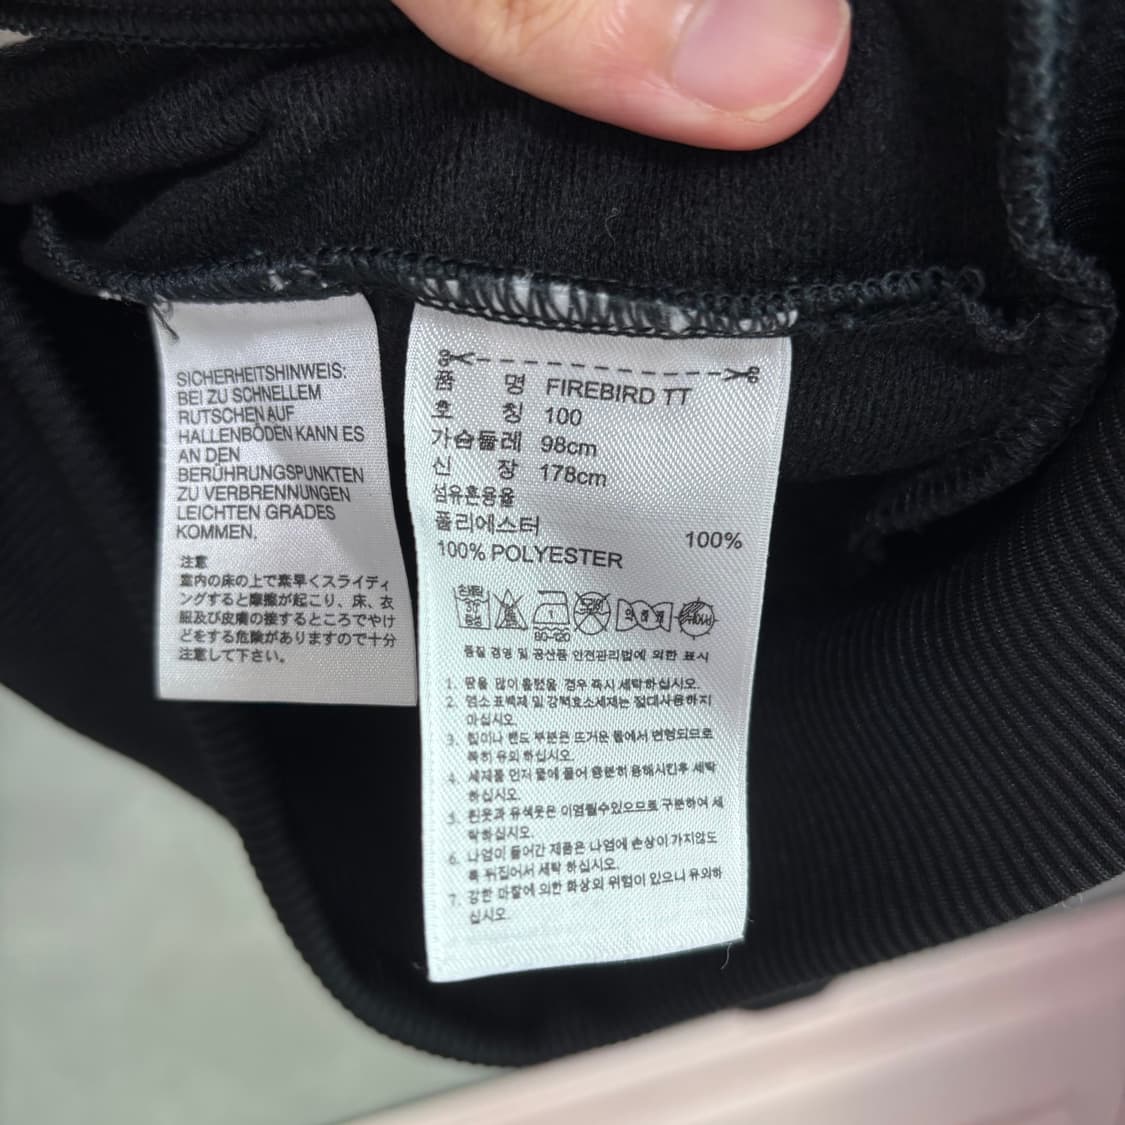 SICHERHEITSHINWEIS:
BEI ZU SCHNELLEM
RUTSCHEN AUF
HALLENBÖDEN KANN ES
AN DEN
BERÜHRUNGSPUNKTEN
ZU VERBRENNUNGEN
LEICHTEN GRADES
KOMMEN.
注意
室内の床の上で素早くスライディ
ングすると摩擦が起こり、床、衣
服及び皮膚の接するところでやけ
どをする危険がありますので十分
注意して下さい。
품 명 FIREBIRD TT
호 칭 100
가슴둘레 98cm
신 장 178cm
섬유혼용율
폴리에스터 100%
100% POLYESTER
80~120
품질 경영 및 공산품 안전관리법에 의한 표시
1. 땀을 많이 흘렸을 경우 즉시 세탁하십시오.
2. 염소 표백제 및 강력효소세제는 절대사용하지
마십시오.
3. 힙이나 밴드 부분은 뜨거운 물에서 변형되므로
특히 유의 하십시오.
4. 세제를 먼저 물에 풀어 충분히 용해시킨후 세탁
하십시오.
5. 흰옷과 유색옷은 이염될수있으므로 구분하여 세
탁하십시오.
6. 나염이 들어간 제품은 나염에 손상이 가지않도
록 뒤집어서 세탁 하십시오.
7. 강한 마찰에 의한 화상의 위험이 있으니 유의하
십시오.